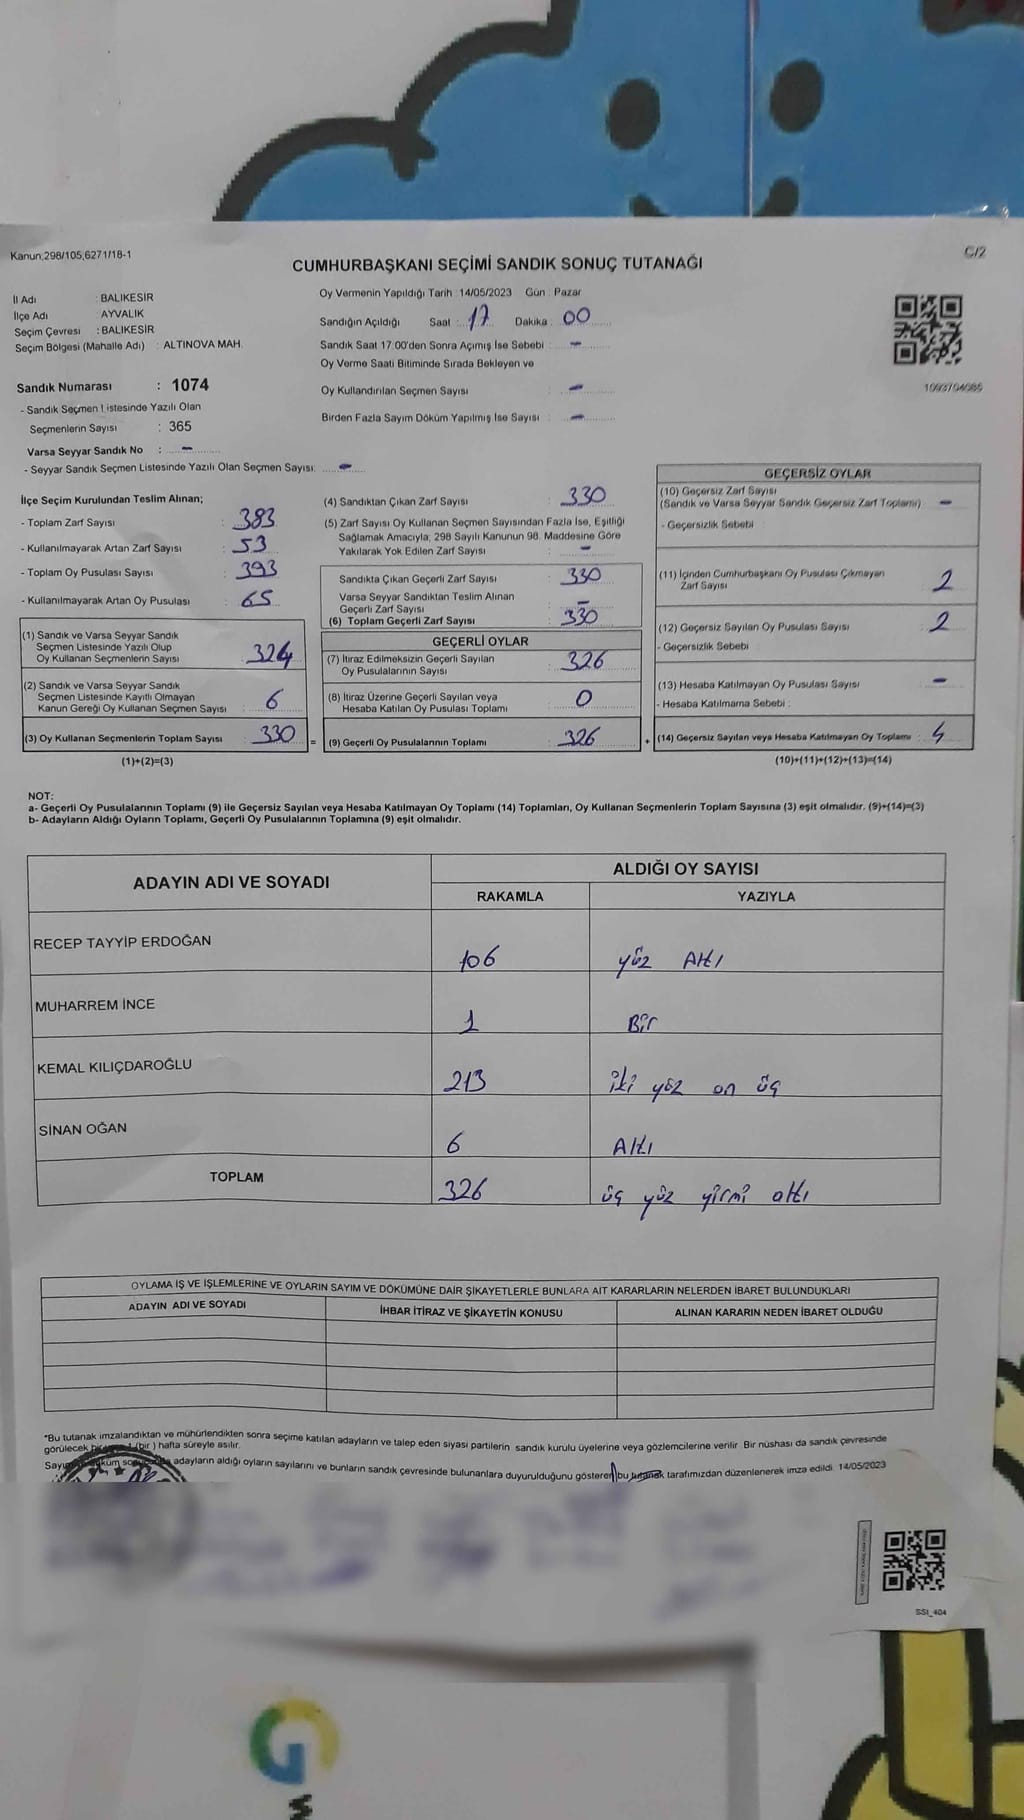 Kanun;298/105,6271/18-1
C/2
CUMHURBAŞKANI SEÇİMİ SANDIK SONUÇ TUTANAĞI
İl Adı : BALIKESİR
İlçe Adı : AYVALIK
Seçim Çevresi : BALIKESİR
Seçim Bölgesi (Mahalle Adı) : ALTINOVA MAH.
Oy Vermenin Yapıldığı Tarih : 14/05/2023 Gün : Pazar
Sandığın Açıldığı Saat : 17 Dakika : 00
Sandık Saat 17:00'den Sonra Açımış İse Sebebi : -
Oy Verme Saati Bitiminde Sırada Bekleyen ve
Oy Kullandırılan Seçmen Sayısı : -
Birden Fazla Sayım Döküm Yapılmış İse Sayısı : -
1093704085
Sandık Numarası : 1074
- Sandık Seçmen Listesinde Yazılı Olan
Seçmenlerin Sayısı : 365
Varsa Seyyar Sandık No : -
- Seyyar Sandık Seçmen Listesinde Yazılı Olan Seçmen Sayısı: -
İlçe Seçim Kurulundan Teslim Alınan;
- Toplam Zarf Sayısı : 383
- Kullanılmayarak Artan Zarf Sayısı : 53
- Toplam Oy Pusulası Sayısı : 393
- Kullanılmayarak Artan Oy Pusulası : 65
(1) Sandık ve Varsa Seyyar Sandık
Seçmen Listesinde Yazılı Olup
Oy Kullanan Seçmenlerin Sayısı : 324
(2) Sandık ve Varsa Seyyar Sandık
Seçmen Listesinde Kayıtlı Olmayan
Kanun Gereği Oy Kullanan Seçmen Sayısı : 6
(3) Oy Kullanan Seçmenlerin Toplam Sayısı : 330
(1)+(2)=(3)
(4) Sandıktan Çıkan Zarf Sayısı : 330
(5) Zarf Sayısı Oy Kullanan Seçmen Sayısından Fazla İse, Eşitliği
Sağlamak Amacıyla; 298 Sayılı Kanunun 98. Maddesine Göre
Yakılarak Yok Edilen Zarf Sayısı : -
Sandıkta Çıkan Geçerli Zarf Sayısı : 330
Varsa Seyyar Sandıktan Teslim Alınan
Geçerli Zarf Sayısı : -
(6) Toplam Geçerli Zarf Sayısı : 330
GEÇERLİ OYLAR
(7) İtiraz Edilmeksizin Geçerli Sayılan
Oy Pusulalarının Sayısı : 326
(8) İtiraz Üzerine Geçerli Sayılan veya
Hesaba Katılan Oy Pusulası Toplamı : 0
= (9) Geçerli Oy Pusulalarının Toplamı : 326
GEÇERSİZ OYLAR
(10) Geçersiz Zarf Sayısı
(Sandık ve Varsa Seyyar Sandık Geçersiz Zarf Toplamı) : -
- Geçersizlik Sebebi :
(11) İçinden Cumhurbaşkanı Oy Pusulası Çıkmayan
Zarf Sayısı : 2
(12) Geçersiz Sayılan Oy Pusulası Sayısı : 2
- Geçersizlik Sebebi :
(13) Hesaba Katılmayan Oy Pusulası Sayısı : -
- Hesaba Katılmama Sebebi :
+ (14) Geçersiz Sayılan veya Hesaba Katılmayan Oy Toplamı : 4
(10)+(11)+(12)+(13)=(14)
NOT:
a- Geçerli Oy Pusulalarının Toplamı (9) ile Geçersiz Sayılan veya Hesaba Katılmayan Oy Toplamı (14) Toplamları, Oy Kullanan Seçmenlerin Toplam Sayısına (3) eşit olmalıdır. (9)+(14)=(3)
b- Adayların Aldığı Oyların Toplamı, Geçerli Oy Pusulalarının Toplamına (9) eşit olmalıdır.
ADAYIN ADI VE SOYADI
ALDIĞI OY SAYISI
RAKAMLA YAZIYLA
RECEP TAYYİP ERDOĞAN 106 yüz Altı
MUHARREM İNCE 1 Bir
KEMAL KILIÇDAROĞLU 213 iki yüz on üç
SİNAN OĞAN 6 Altı
TOPLAM 326 üç yüz yirmi altı
OYLAMA İŞ VE İŞLEMLERİNE VE OYLARIN SAYIM VE DÖKÜMÜNE DAİR ŞİKAYETLERLE BUNLARA AİT KARARLARIN NELERDEN İBARET BULUNDUKLARI
ADAYIN ADI VE SOYADI İHBAR İTİRAZ VE ŞİKAYETİN KONUSU ALINAN KARARIN NEDEN İBARET OLDUĞU
*Bu tutanak imzalandıktan ve mühürlendikten sonra seçime katılan adayların ve talep eden siyasi partilerin sandık kurulu üyelerine veya gözlemcilerine verilir. Bir nüshası da sandık çevresinde
görülecek (bir ) hafta süreyle asılır.
adayların aldığı oyların sayılarını ve bunların sandık çevresinde bulunanlara duyurulduğunu gösteren bu tutanak tarafımızdan düzenlenerek imza edildi. 14/05/2023
SSI_404